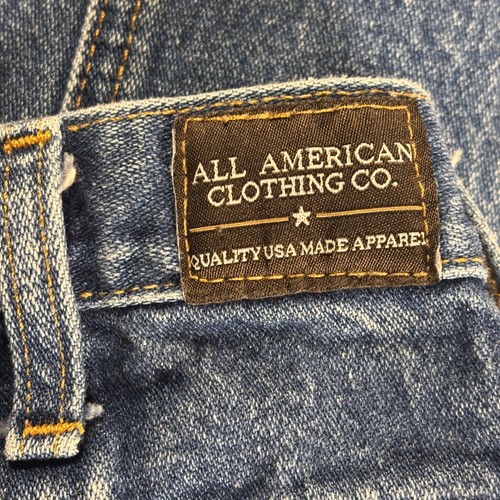 ALL AMERICAN
CLOTHING CO.
QUALITY USA MADE APPAREL